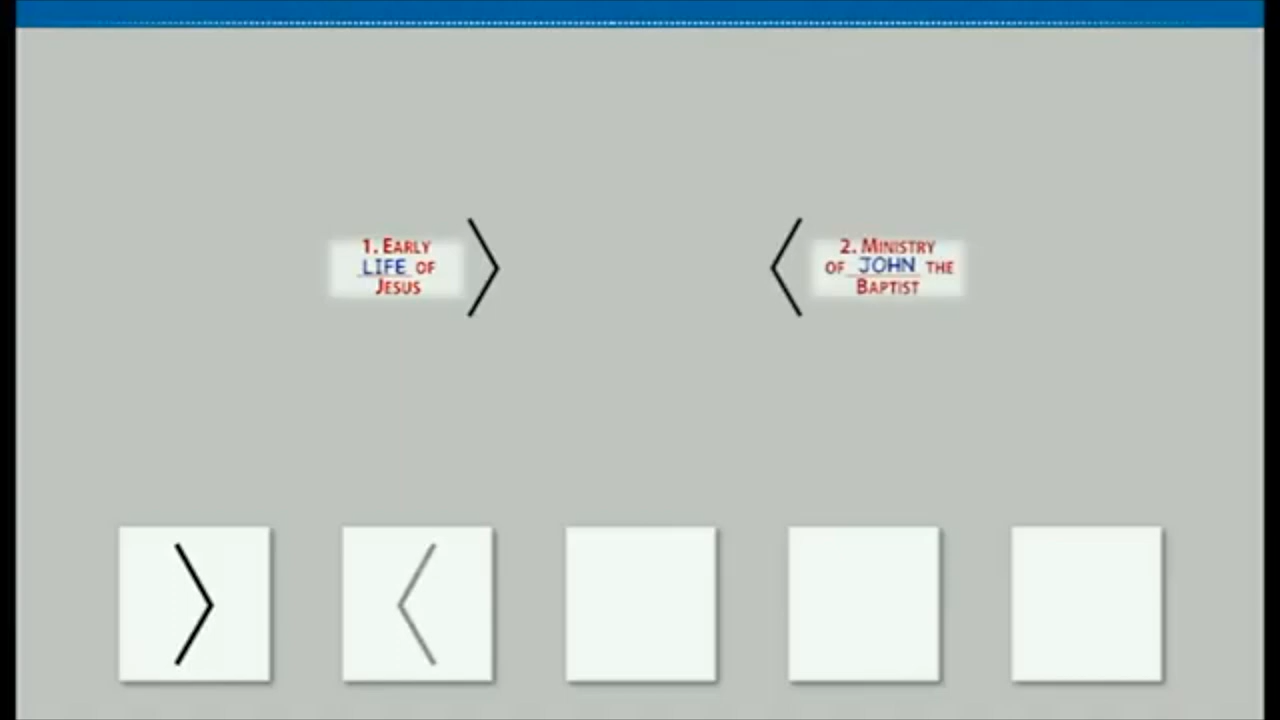 1. EARLY
LIFE OF
JESUS
2. MINISTRY
OF JOHN THE
BAPTIST